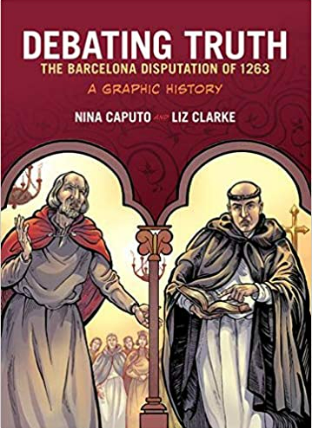 DEBATING TRUTH
THE BARCELONA DISPUTATION OF 1263
A GRAPHIC HISTORY
NINA CAPUTO AND LIZ CLARKE